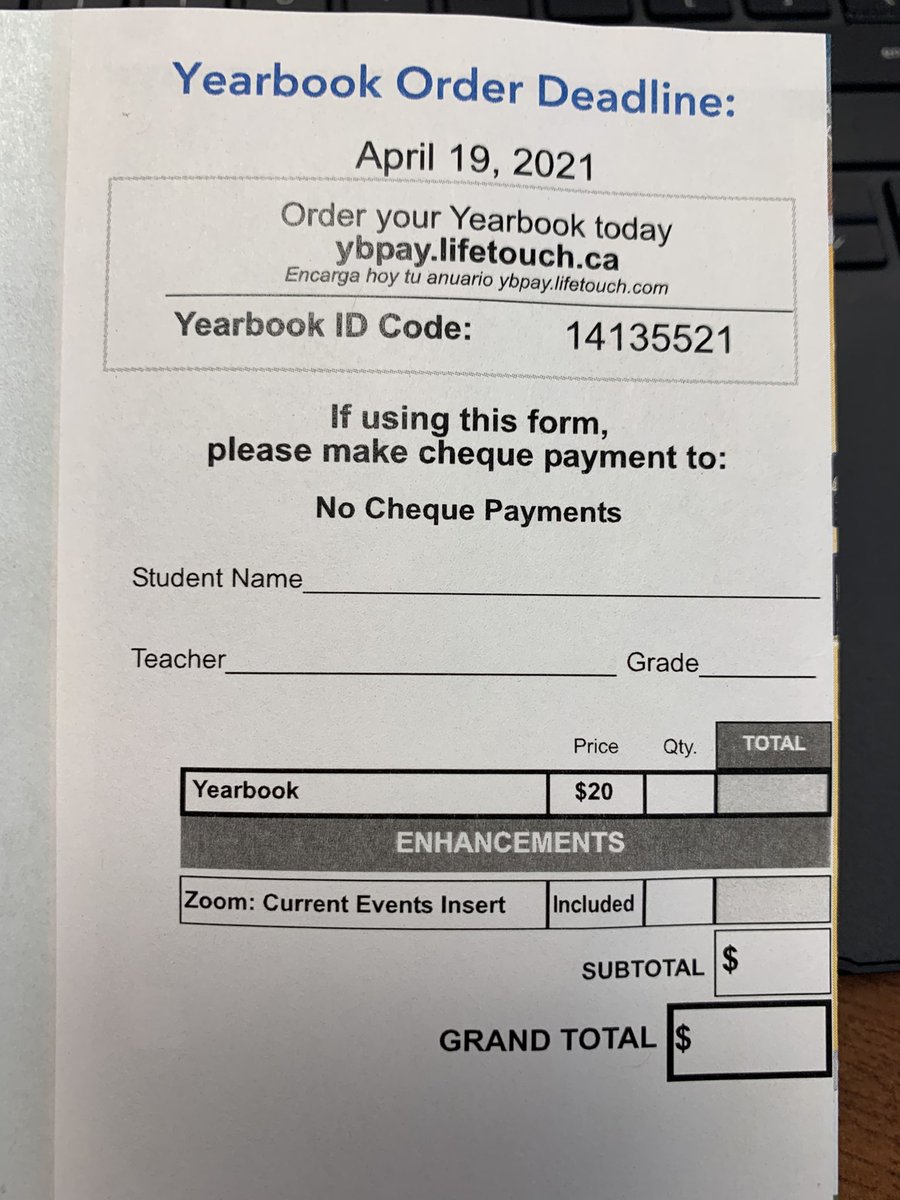 Yearbook Order Deadline:
April 19, 2021
Order your Yearbook today
ybpay.lifetouch.ca
Encarga hoy tu anuario ybpay.lifetouch.com
Yearbook ID Code: 14135521
If using this form,
please make cheque payment to:
No Cheque Payments
Student Name
Teacher Grade
Price Qty. TOTAL
Yearbook $20
ENHANCEMENTS
Zoom: Current Events Insert Included
SUBTOTAL $
GRAND TOTAL $